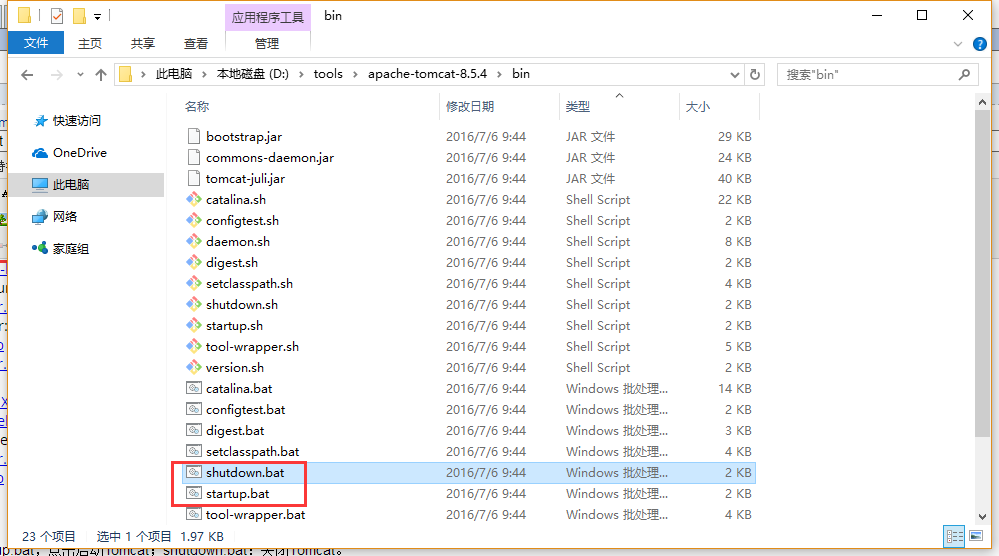 应用程序工具 bin
文件 主页 共享 查看 管理
此电脑 本地磁盘 (D:) tools apache-tomcat-8.5.4 bin 搜索"bin"
快速访问
OneDrive
此电脑
网络
家庭组
名称 修改日期 类型 大小
bootstrap.jar 2016/7/6 9:44 JAR 文件 29 KB
commons-daemon.jar 2016/7/6 9:44 JAR 文件 24 KB
tomcat-juli.jar 2016/7/6 9:44 JAR 文件 40 KB
catalina.sh 2016/7/6 9:44 Shell Script 22 KB
configtest.sh 2016/7/6 9:44 Shell Script 2 KB
daemon.sh 2016/7/6 9:44 Shell Script 8 KB
digest.sh 2016/7/6 9:44 Shell Script 2 KB
setclasspath.sh 2016/7/6 9:44 Shell Script 4 KB
shutdown.sh 2016/7/6 9:44 Shell Script 2 KB
startup.sh 2016/7/6 9:44 Shell Script 2 KB
tool-wrapper.sh 2016/7/6 9:44 Shell Script 5 KB
version.sh 2016/7/6 9:44 Shell Script 2 KB
catalina.bat 2016/7/6 9:44 Windows 批处理... 14 KB
configtest.bat 2016/7/6 9:44 Windows 批处理... 2 KB
digest.bat 2016/7/6 9:44 Windows 批处理... 3 KB
setclasspath.bat 2016/7/6 9:44 Windows 批处理... 4 KB
shutdown.bat 2016/7/6 9:44 Windows 批处理... 2 KB
startup.bat 2016/7/6 9:44 Windows 批处理... 2 KB
tool-wrapper.bat 2016/7/6 9:44 Windows 批处理... 4 KB
23 个项目 选中 1 个项目 1.97 KB